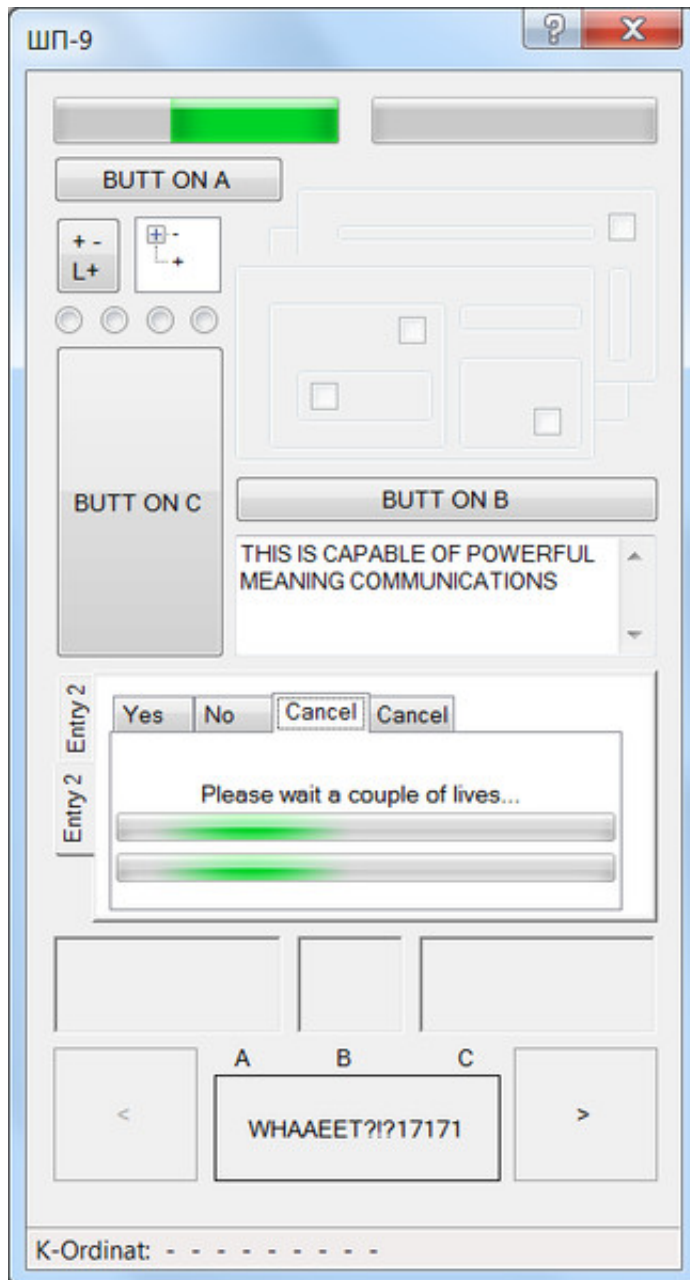 ШП-9
BUTT ON A
+ -
L+
-
+
BUTT ON C
BUTT ON B
THIS IS CAPABLE OF POWERFUL
MEANING COMMUNICATIONS
Entry 2
Entry 2
Yes No Cancel Cancel
Please wait a couple of lives...
A B C
< WHAAEET?!?17171 >
K-Ordinat: - - - - - - - - -